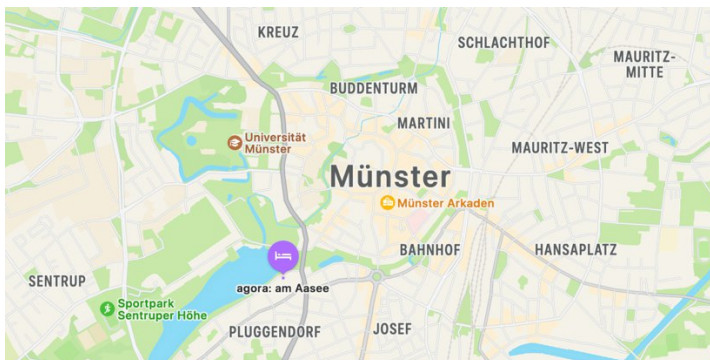 KREUZ
SCHLACHTHOF
MAURITZ-
MITTE
BUDDENTURM
MARTINI
Universität
Münster
MAURITZ-WEST
Münster
Münster Arkaden
BAHNHOF
HANSAPLATZ
SENTRUP
agora: am Aasee
Sportpark
Sentruper Höhe
PLUGGENDORF
JOSEF